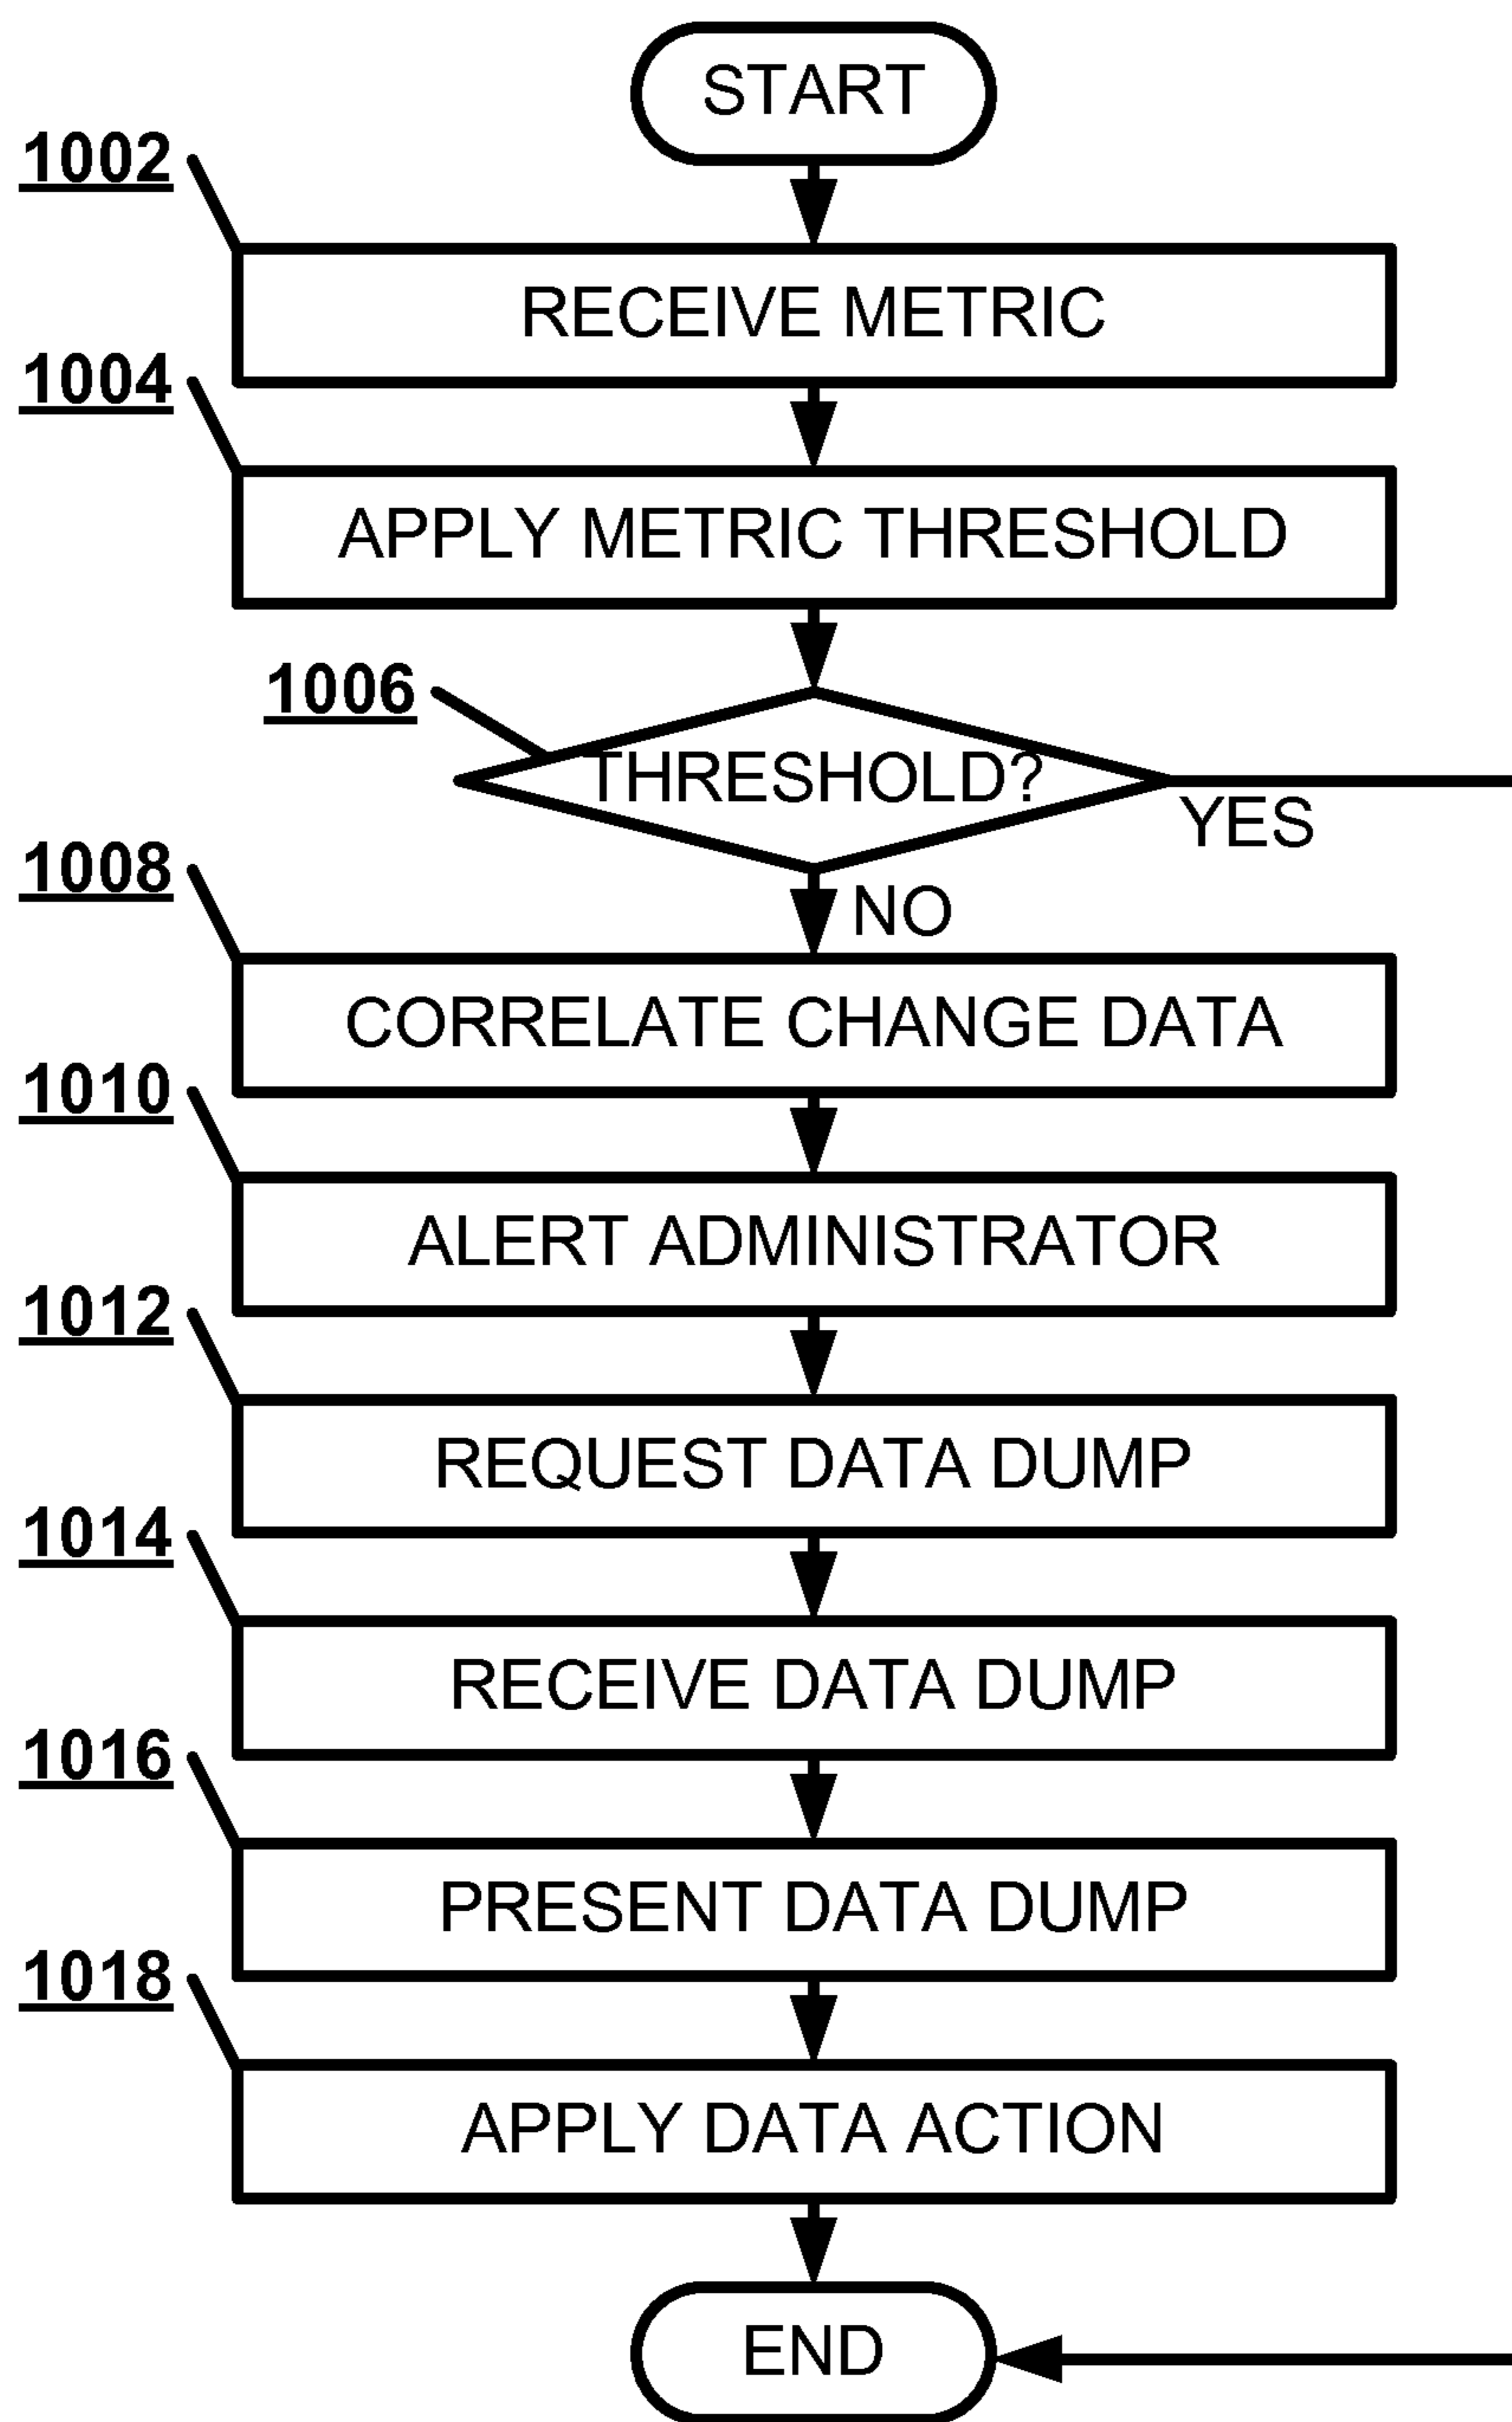 START
1002
RECEIVE METRIC
1004
APPLY METRIC THRESHOLD
1006
THRESHOLD?
YES
NO
1008
CORRELATE CHANGE DATA
1010
ALERT ADMINISTRATOR
1012
REQUEST DATA DUMP
1014
RECEIVE DATA DUMP
1016
PRESENT DATA DUMP
1018
APPLY DATA ACTION
END